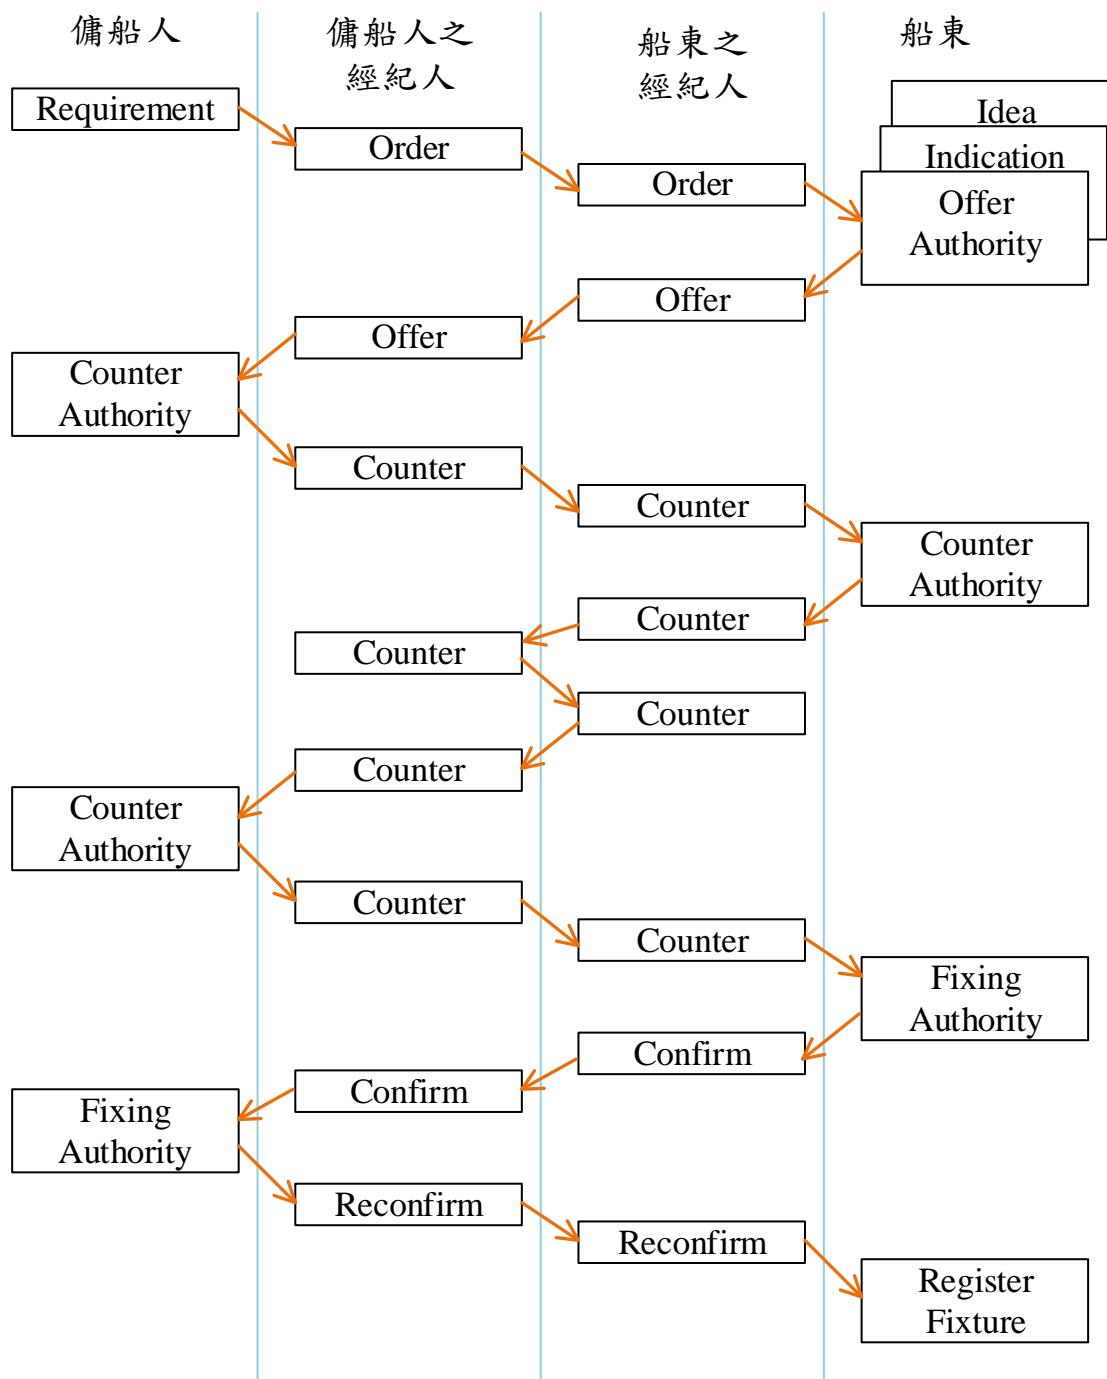 傭船人
傭船人之
經紀人
船東之
經紀人
船東
Requirement
Order
Order
Idea
Indication
Offer
Authority
Offer
Offer
Counter
Authority
Counter
Counter
Counter
Authority
Counter
Counter
Counter
Counter
Counter
Authority
Counter
Counter
Fixing
Authority
Confirm
Confirm
Fixing
Authority
Reconfirm
Reconfirm
Register
Fixture